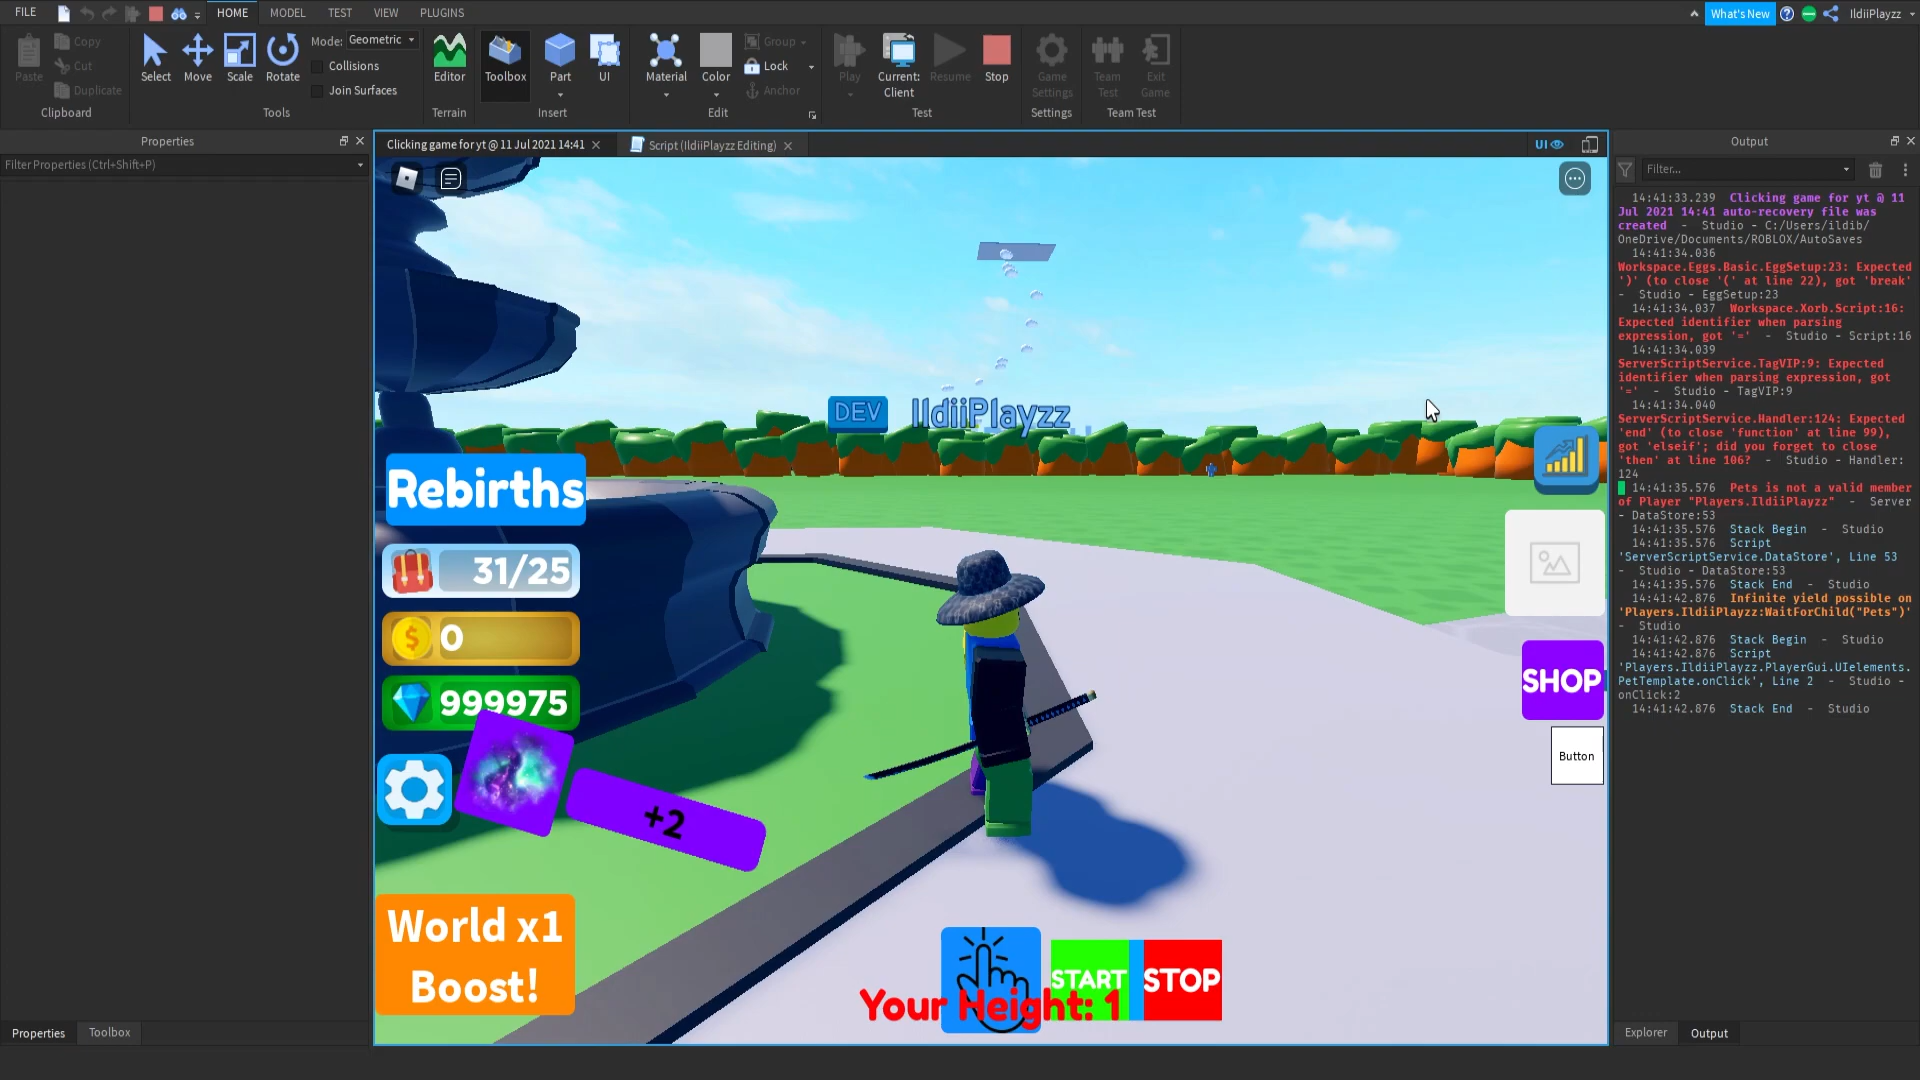 FILE
HOME
MODEL
TEST
VIEW
PLUGINS
What's New
IldiiPlayzz
Paste
Copy
Cut
Duplicate
Clipboard
Select
Move
Scale
Rotate
Mode: Geometric
Collisions
Join Surfaces
Tools
Editor
Terrain
Toolbox
Part
UI
Insert
Material
Color
Group
Lock
Anchor
Edit
Play
Current:
Client
Resume
Stop
Test
Game
Settings
Settings
Team
Test
Exit
Game
Team Test
Properties
Filter Properties (Ctrl+Shift+P)
Clicking game for yt @ 11 Jul 2021 14:41
Script (IldiiPlayzz Editing)
UI
DEV
IldiiPlayzz
Rebirths
31/25
0
999975
+2
World x1
Boost!
START
STOP
Your Height: 1
SHOP
Button
Output
Filter...
14:41:33.239 Clicking game for yt @ 11
Jul 2021 14:41 auto-recovery file was
created - Studio - C:/Users/ildib/
OneDrive/Documents/ROBLOX/AutoSaves
14:41:34.036
Workspace.Eggs.Basic.EggSetup:23: Expected
')' (to close '(' at line 22), got 'break'
- Studio - EggSetup:23
14:41:34.037 Workspace.Xorb.Script:16:
Expected identifier when parsing
expression, got '=' - Studio - Script:16
14:41:34.039
ServerScriptService.TagVIP:9: Expected
identifier when parsing expression, got
'=' - Studio - TagVIP:9
14:41:34.040
ServerScriptService.Handler:124: Expected
'end' (to close 'function' at line 99),
got 'elseif'; did you forget to close
'then' at line 106? - Studio - Handler:
124
14:41:35.576 Pets is not a valid member
of Player "Players.IldiiPlayzz" - Server
- DataStore:53
14:41:35.576 Stack Begin - Studio
14:41:35.576 Script
'ServerScriptService.DataStore', Line 53
- Studio - DataStore:53
14:41:35.576 Stack End - Studio
14:41:42.876 Infinite yield possible on
'Players.IldiiPlayzz:WaitForChild("Pets")'
- Studio
14:41:42.876 Stack Begin - Studio
14:41:42.876 Script
'Players.IldiiPlayzz.PlayerGui.UIelements.
PetTemplate.onClick', Line 2 - Studio -
onClick:2
14:41:42.876 Stack End - Studio
Properties
Toolbox
Explorer
Output